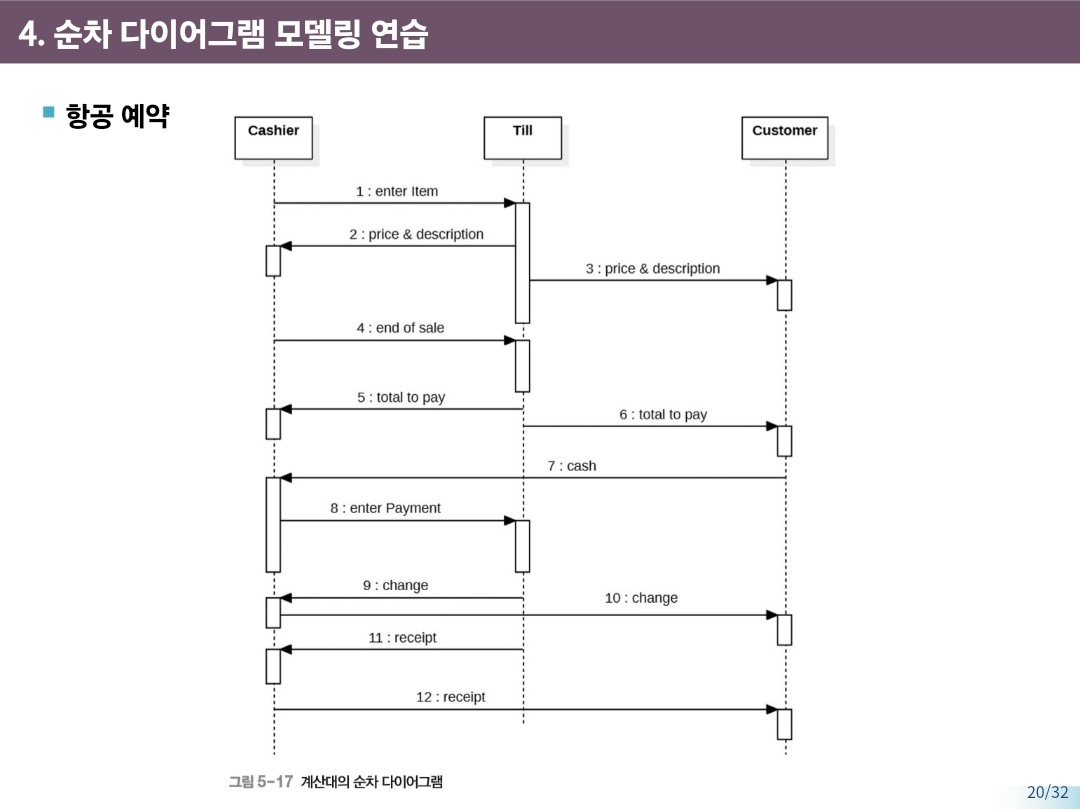 4. 순차 다이어그램 모델링 연습
항공 예약
Cashier
Till
Customer
1 : enter Item
2 : price & description
3 : price & description
4 : end of sale
5 : total to pay
6 : total to pay
7 : cash
8 : enter Payment
9 : change
10 : change
11 : receipt
12 : receipt
그림 5-17 계산대의 순차 다이어그램
20/32